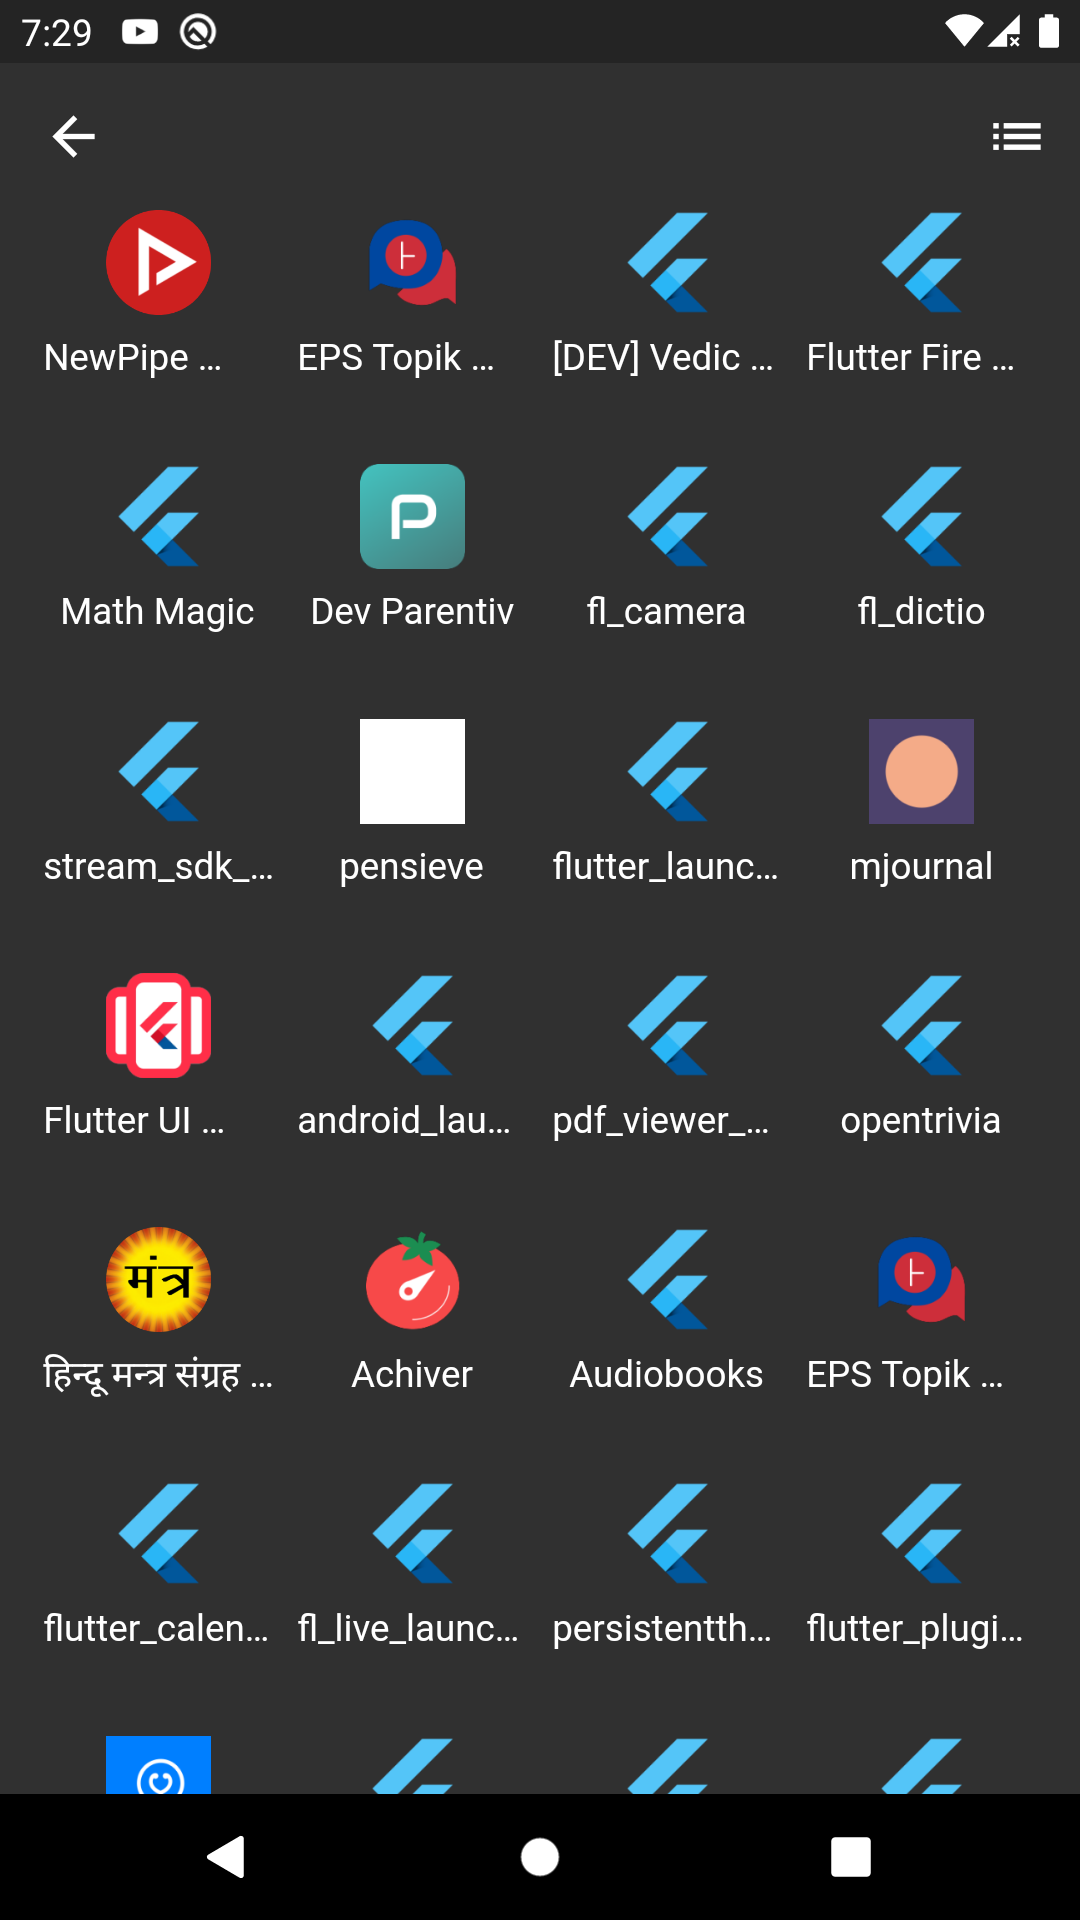 7:29
NewPipe ...
EPS Topik ...
[DEV] Vedic ...
Flutter Fire ...
Math Magic
Dev Parentiv
fl_camera
fl_dictio
stream_sdk_...
pensieve
flutter_launc...
mjournal
Flutter UI ...
android_lau...
pdf_viewer_...
opentrivia
मंत्र
हिन्दू मन्त्र संग्रह ...
Achiver
Audiobooks
EPS Topik ...
flutter_calen...
fl_live_launc...
persistentth...
flutter_plugi...